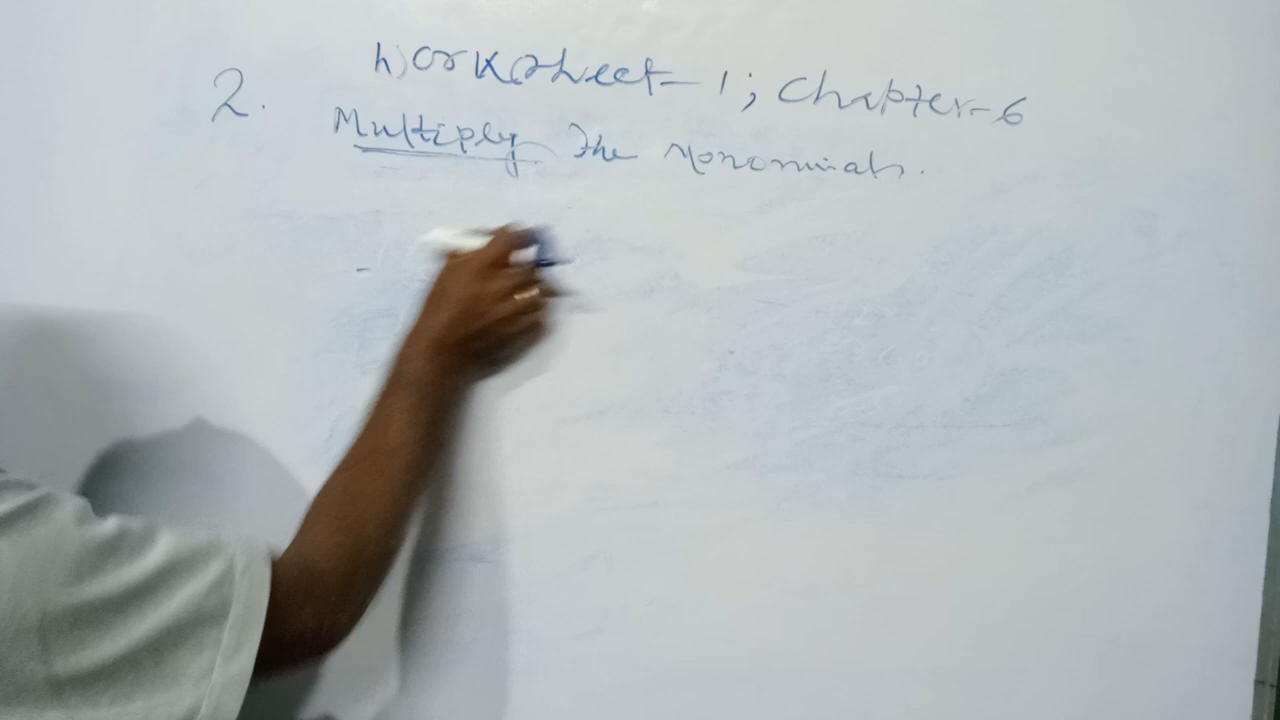 Worksheet-1; Chapter-6
2. Multiply the Monomials.